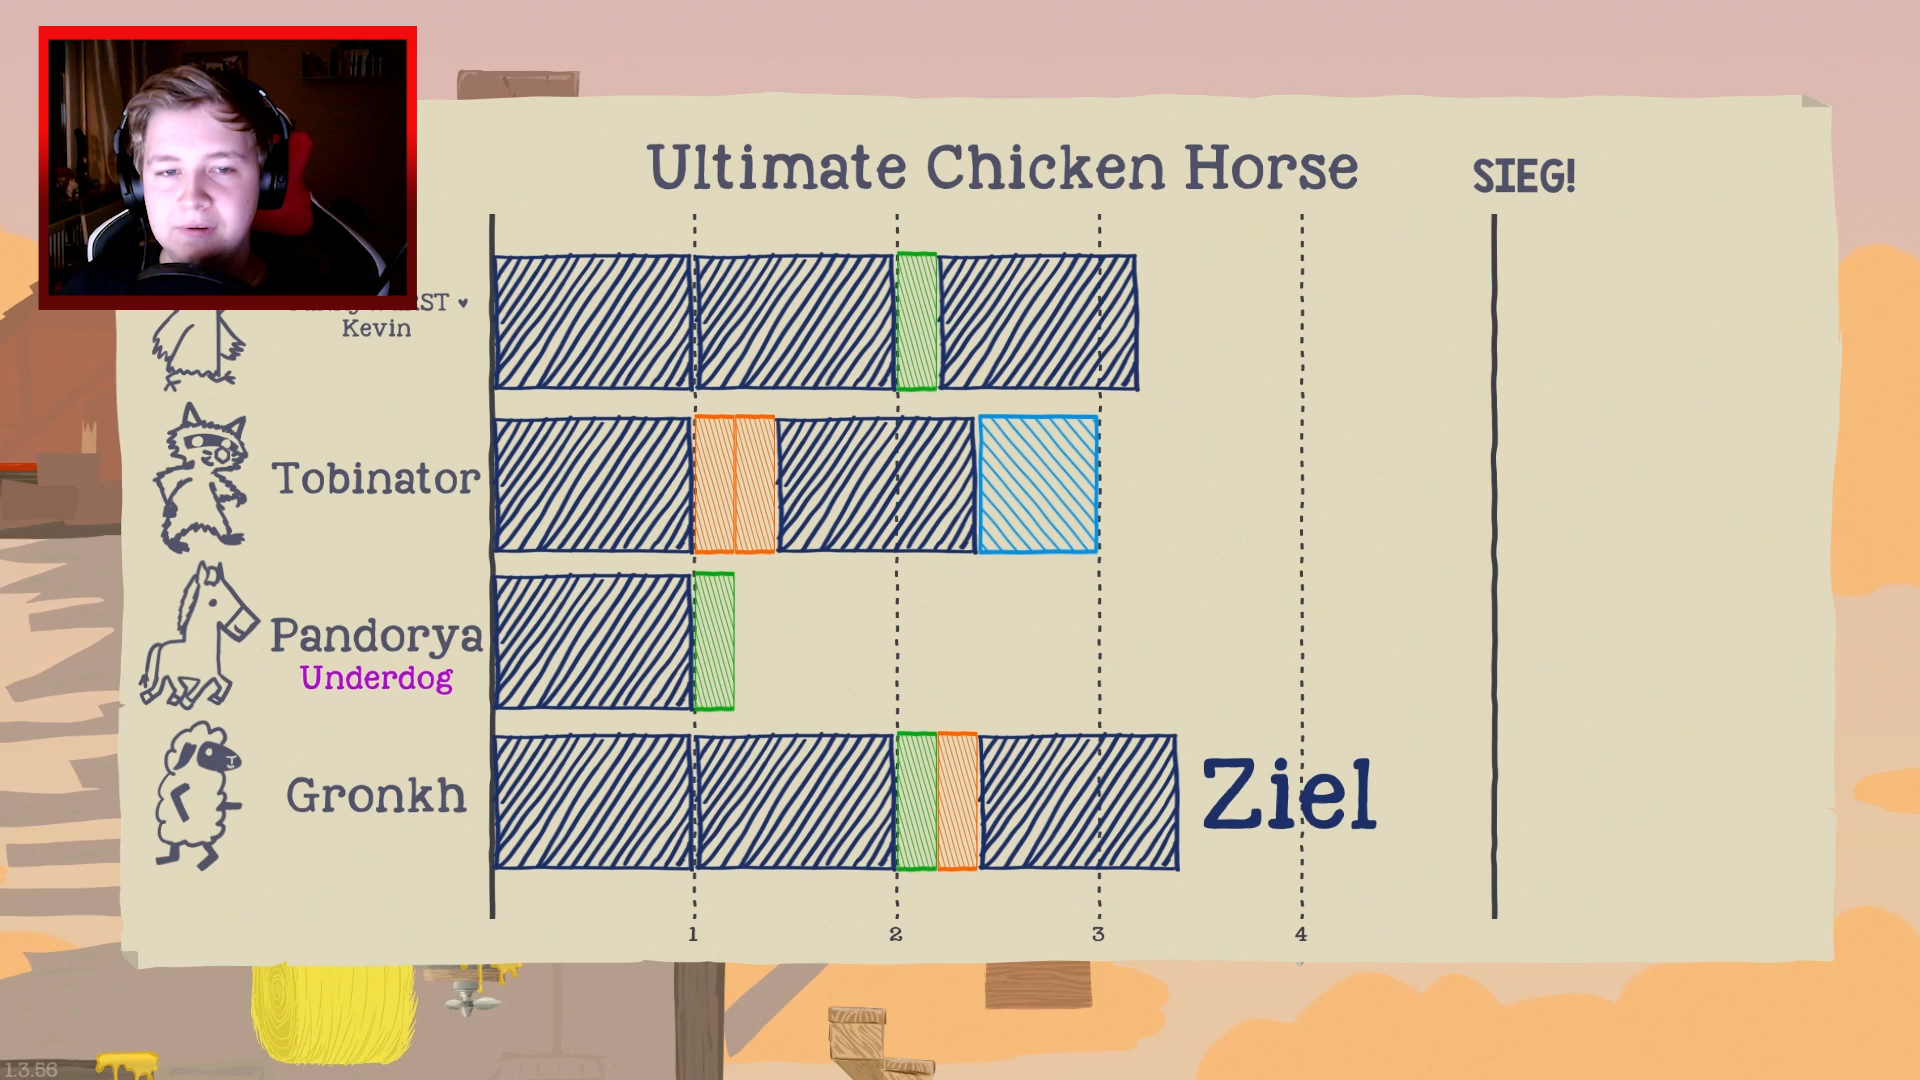 Ultimate Chicken Horse
SIEG!
Kevin
Tobinator
Pandorya
Underdog
Gronkh
Ziel
1
2
3
4
1.3.56